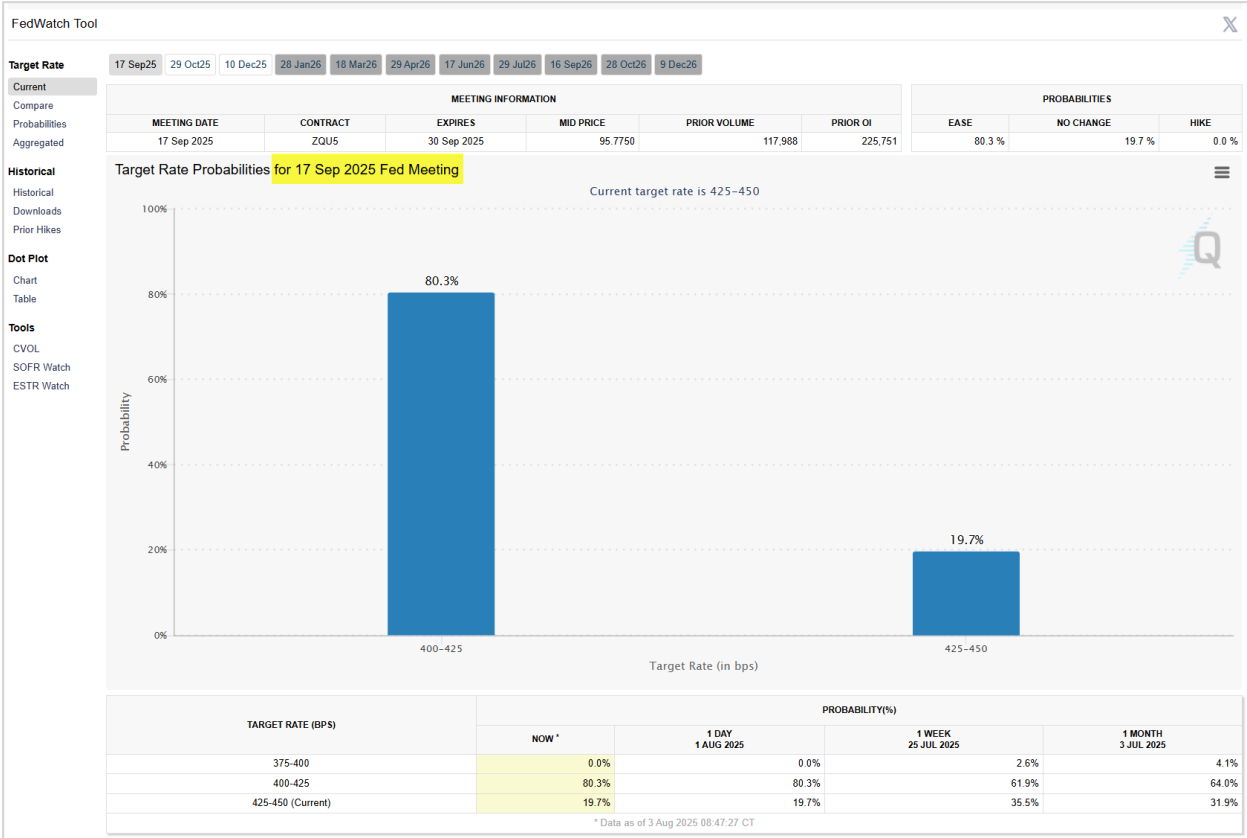 FedWatch Tool
Target Rate
Current
Compare
Probabilities
Aggregated
Historical
Historical
Downloads
Prior Hikes
Dot Plot
Chart
Table
Tools
CVOL
SOFR Watch
ESTR Watch
17 Sep25 29 Oct25 10 Dec25 28 Jan26 18 Mar26 29 Apr26 17 Jun26 29 Jul26 16 Sep26 28 Oct26 9 Dec26
MEETING INFORMATION
MEETING DATE CONTRACT EXPIRES MID PRICE PRIOR VOLUME PRIOR OI
17 Sep 2025 ZQU5 30 Sep 2025 95.7750 117,988 225,751
PROBABILITIES
EASE NO CHANGE HIKE
80.3 % 19.7 % 0.0 %
Target Rate Probabilities for 17 Sep 2025 Fed Meeting
Current target rate is 425-450
Probability
100%
80%
60%
40%
20%
0%
80.3%
19.7%
Q
400-425 425-450
Target Rate (in bps)
TARGET RATE (BPS) PROBABILITY(%)
NOW * 1 DAY 1 WEEK 1 MONTH
1 AUG 2025 25 JUL 2025 3 JUL 2025
375-400 0.0% 0.0% 2.6% 4.1%
400-425 80.3% 80.3% 61.9% 64.0%
425-450 (Current) 19.7% 19.7% 35.5% 31.9%
* Data as of 3 Aug 2025 08:47:27 CT